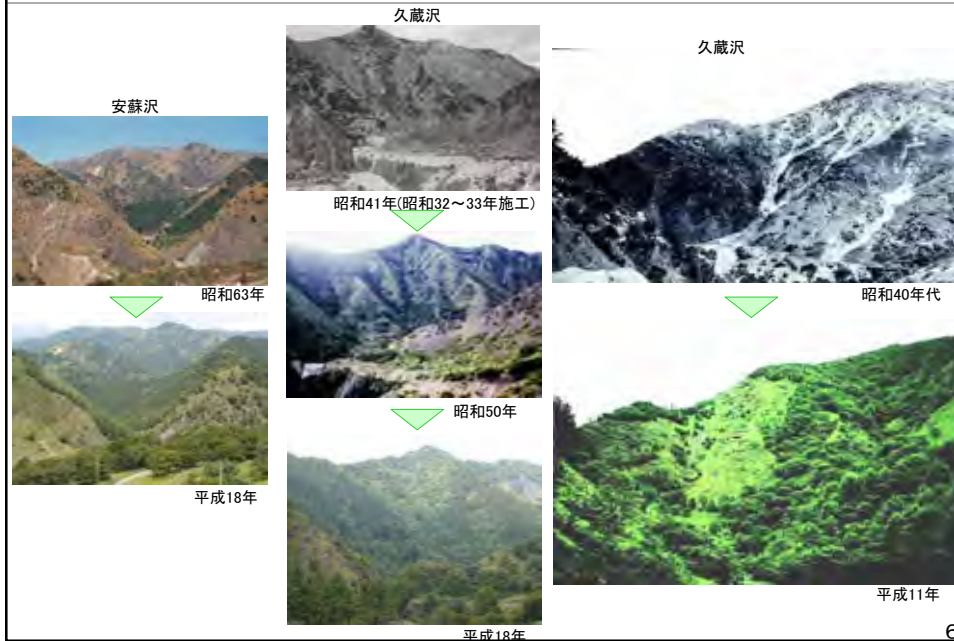 安蘇沢
昭和63年
平成18年
久蔵沢
昭和41年(昭和32～33年施工)
昭和50年
平成18年
久蔵沢
昭和40年代
平成11年
6